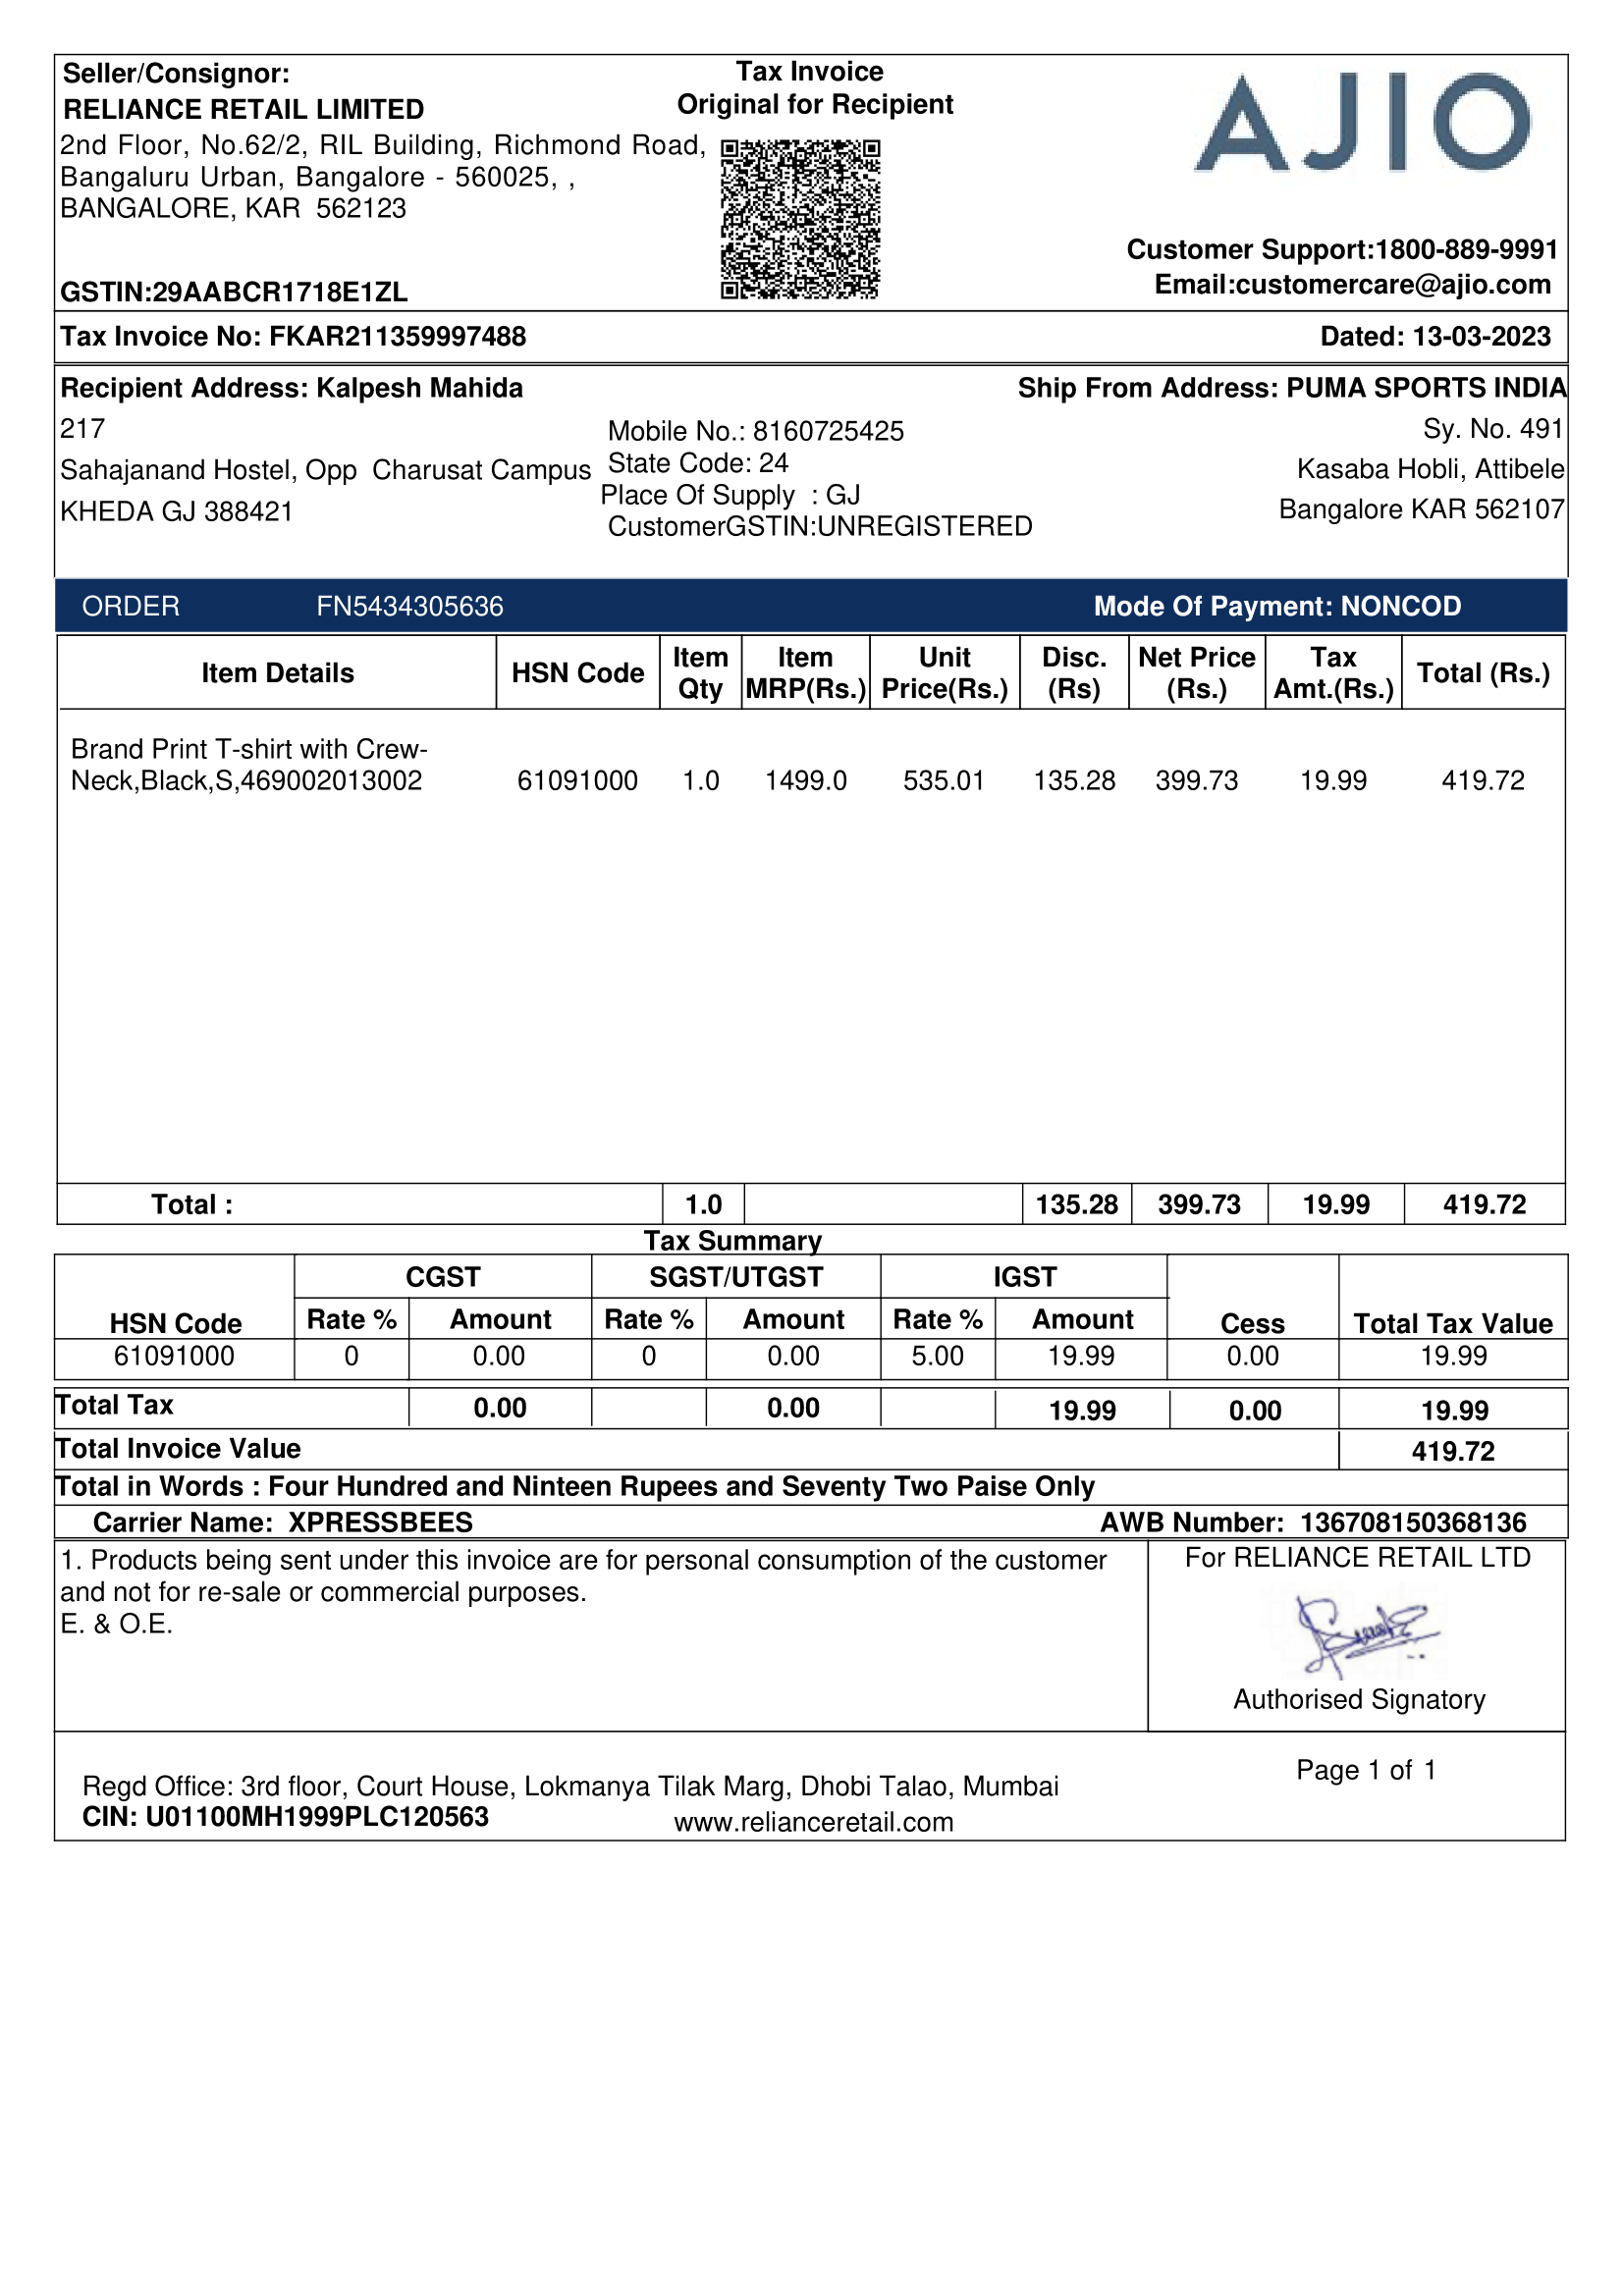 Seller/Consignor:
RELIANCE RETAIL LIMITED
2nd Floor, No.62/2, RIL Building, Richmond Road,
Bangaluru Urban, Bangalore - 560025, ,
BANGALORE, KAR 562123
GSTIN:29AABCR1718E1ZL
Tax Invoice
Original for Recipient
AJIO
Customer Support:1800-889-9991
Email:customercare@ajio.com
Tax Invoice No: FKAR211359997488 Dated: 13-03-2023
Recipient Address: Kalpesh Mahida
217
Sahajanand Hostel, Opp Charusat Campus
KHEDA GJ 388421
Mobile No.: 8160725425
State Code: 24
Place Of Supply : GJ
CustomerGSTIN:UNREGISTERED
Ship From Address: PUMA SPORTS INDIA
Sy. No. 491
Kasaba Hobli, Attibele
Bangalore KAR 562107
ORDER FN5434305636 Mode Of Payment: NONCOD
Item Details HSN Code Item Qty Item MRP(Rs.) Unit Price(Rs.) Disc. (Rs) Net Price (Rs.) Tax Amt.(Rs.) Total (Rs.)
Brand Print T-shirt with Crew-
Neck,Black,S,469002013002 61091000 1.0 1499.0 535.01 135.28 399.73 19.99 419.72
Total : 1.0 135.28 399.73 19.99 419.72
Tax Summary
CGST SGST/UTGST IGST
HSN Code Rate % Amount Rate % Amount Rate % Amount Cess Total Tax Value
61091000 0 0.00 0 0.00 5.00 19.99 0.00 19.99
Total Tax 0.00 0.00 19.99 0.00 19.99
Total Invoice Value 419.72
Total in Words : Four Hundred and Ninteen Rupees and Seventy Two Paise Only
Carrier Name: XPRESSBEES AWB Number: 136708150368136
1. Products being sent under this invoice are for personal consumption of the customer
and not for re-sale or commercial purposes.
E. & O.E.
For RELIANCE RETAIL LTD
Authorised Signatory
Page 1 of 1
Regd Office: 3rd floor, Court House, Lokmanya Tilak Marg, Dhobi Talao, Mumbai
CIN: U01100MH1999PLC120563 www.relianceretail.com